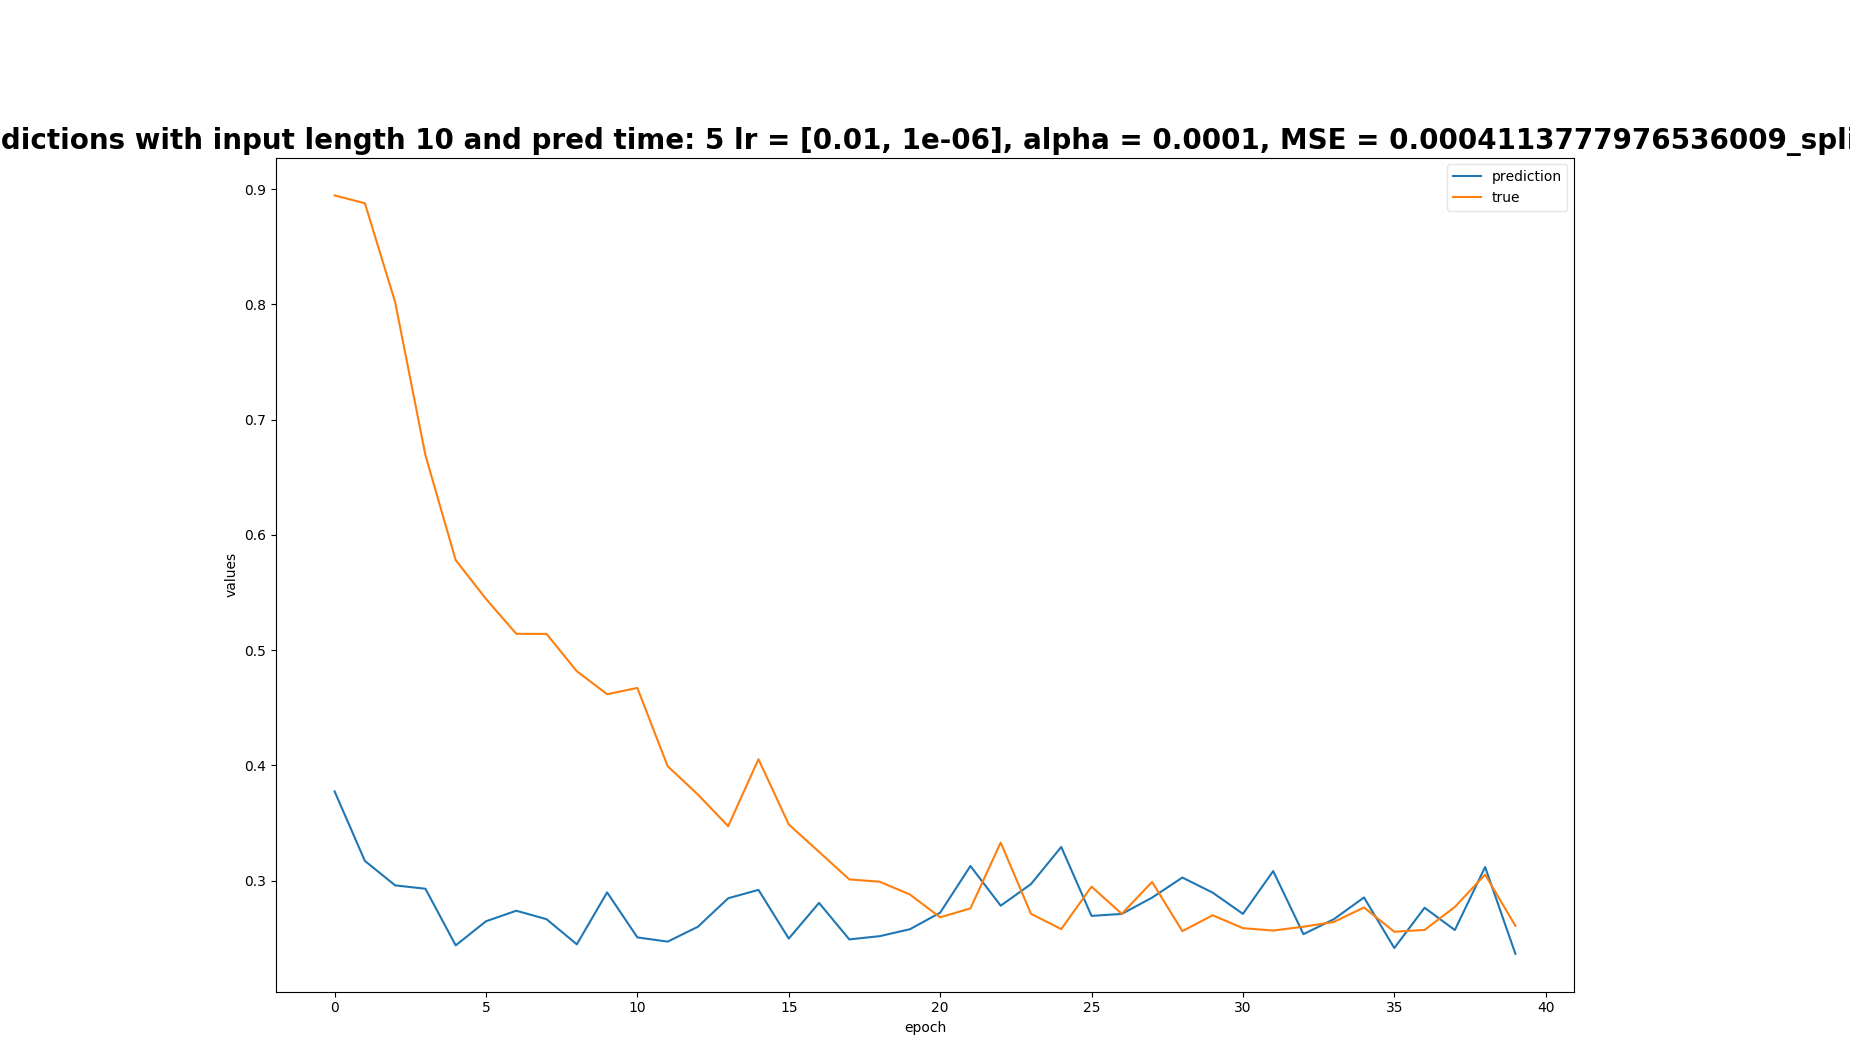 dictions with input length 10 and pred time: 5 lr = [0.01, 1e-06], alpha = 0.0001, MSE = 0.0004113777976536009_spli
prediction
true
0.9
0.8
0.7
0.6
0.5
0.4
0.3
values
0 5 10 15 20 25 30 35 40
epoch